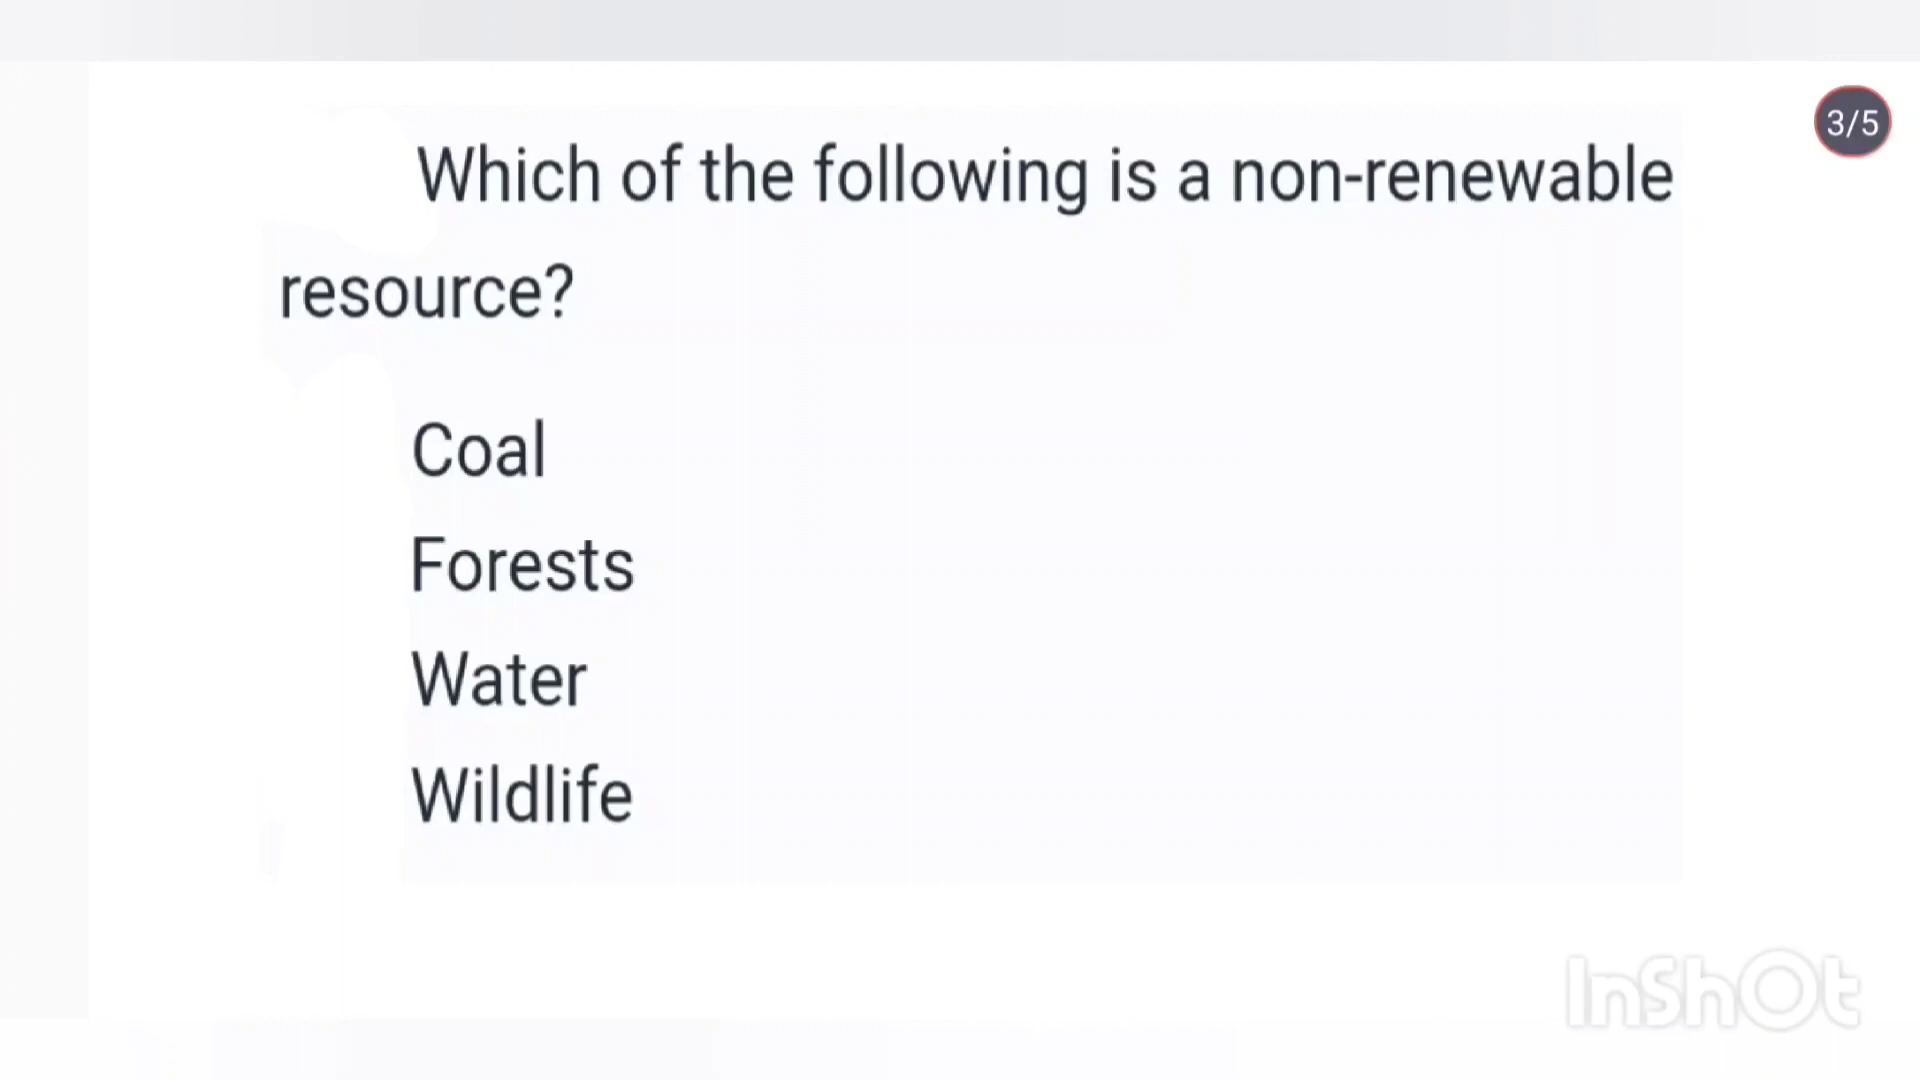 3/5
Which of the following is a non-renewable
resource?
Coal
Forests
Water
Wildlife
InShOt